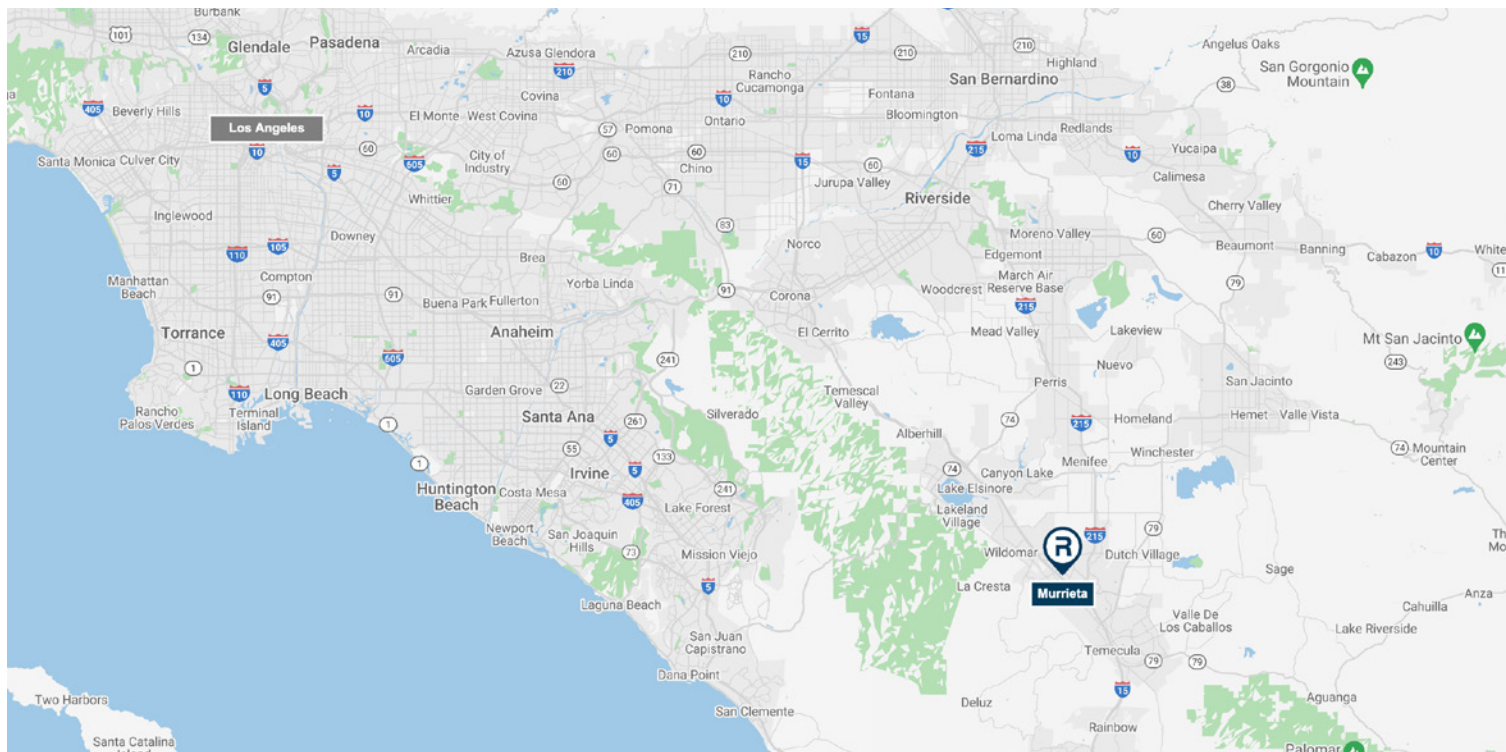 Burbank
101
134
Glendale
Pasadena
Arcadia
Azusa Glendora
210
15
210
210
Highland
Angelus Oaks
San Gorgonio
Mountain
5
210
Rancho
Cucamonga
San Bernardino
38
405
Beverly Hills
10
El Monte
West Covina
Covina
10
Ontario
Fontana
Bloomington
Los Angeles
57
Pomona
Loma Linda
Redlands
Santa Monica
Culver City
10
5
60
605
City of
Industry
60
60
Chino
15
60
215
10
Yucaipa
Calimesa
Whittier
60
71
Jurupa Valley
Riverside
Cherry Valley
Inglewood
Downey
83
Moreno Valley
60
110
105
Brea
Norco
Edgemont
Beaumont
Banning
Cabazon
10
White
11
Manhattan
Beach
Compton
91
91
Buena Park
Fullerton
Yorba Linda
91
Corona
Woodcrest
March Air
Reserve Base
79
215
Torrance
Anaheim
El Cerrito
Mead Valley
Lakeview
Mt San Jacinto
405
605
241
243
1
Nuevo
110
Long Beach
Garden Grove
22
Temescal
Valley
Perris
San Jacinto
Rancho
Palos Verdes
Terminal
Island
1
Santa Ana
261
Silverado
74
215
Homeland
Hemet
Valle Vista
5
Alberhill
55
133
74
Mountain
Center
1
Irvine
5
74
Canyon Lake
Menifee
Winchester
Huntington
Beach
Costa Mesa
405
241
Lake Forest
Lake Elsinore
Lakeland
Village
Newport
Beach
San Joaquin
Hills
73
Mission Viejo
Wildomar
R
215
79
Dutch Village
Th
Mo
Sage
5
La Cresta
Murrieta
Anza
Laguna Beach
Valle De
Los Caballos
Cahuilla
San Juan
Capistrano
Lake Riverside
Temecula
79
79
Dana Point
15
Two Harbors
San Clemente
Deluz
Aguanga
Rainbow
Santa Catalina
Island
Palomar